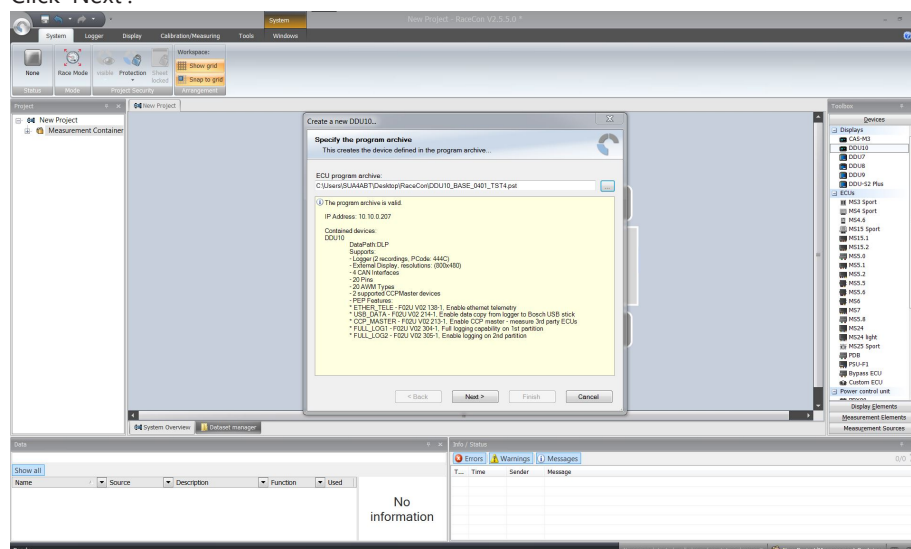 Click 'Next'.
System
New Project - RaceCon V2.5.5.0 *
System Logger Display Calibration/Measuring Tools Windows
Workspace:
Show grid
Snap to grid
None Race Mode visible Protection Sheet locked
Status Mode Project Security Arrangement
Project
New Project
Measurement Container
New Project
Create a new DDU10...
Specify the program archive
This creates the device defined in the program archive...
ECU program archive:
C:\Users\SUA4ABT\Desktop\RaceCon\DDU10_BASE_0401_TST4.pst
...
The program archive is valid.
IP Address: 10.10.0.207
Contained devices:
DDU10
DataPath:DLP
Supports:
- Logger (2 recordings, PCode: 444C)
- External Display, resolutions: (800x480)
- 4 CAN Interfaces
- 20 Pins
- 20 AWM Types
- 2 supported CCPMaster devices
- PEP Features:
* ETHER_TELE - F02U V02 138-1, Enable ethernet telemetry
* USB_DATA - F02U V02 214-1, Enable data copy from logger to Bosch USB stick
* CCP_MASTER - F02U V02 213-1, Enable CCP master - measure 3rd party ECUs
* FULL_LOG1 - F02U V02 304-1, Full logging capability on 1st partition
* FULL_LOG2 - F02U V02 305-1, Enable logging on 2nd partition
< Back Next > Finish Cancel
Toolbox
Devices
Displays
CAS-M3
DDU10
DDU7
DDU8
DDU9
DDU-S2 Plus
ECUs
MS3 Sport
MS4 Sport
MS4.6
MS15 Sport
MS15.1
MS15.2
MS5.0
MS5.1
MS5.2
MS5.5
MS5.6
MS6
MS7
MS5.8
MS24
MS24 light
MS25 Sport
PDB
PSU-F1
Bypass ECU
Custom ECU
Power control unit
Display Elements
Measurement Elements
Measurement Sources
System Overview Dataset manager
Data
Show all
Name Source Description Function Used
No
information
Info / Status
Errors Warnings Messages 0/0
T... Time Sender Message